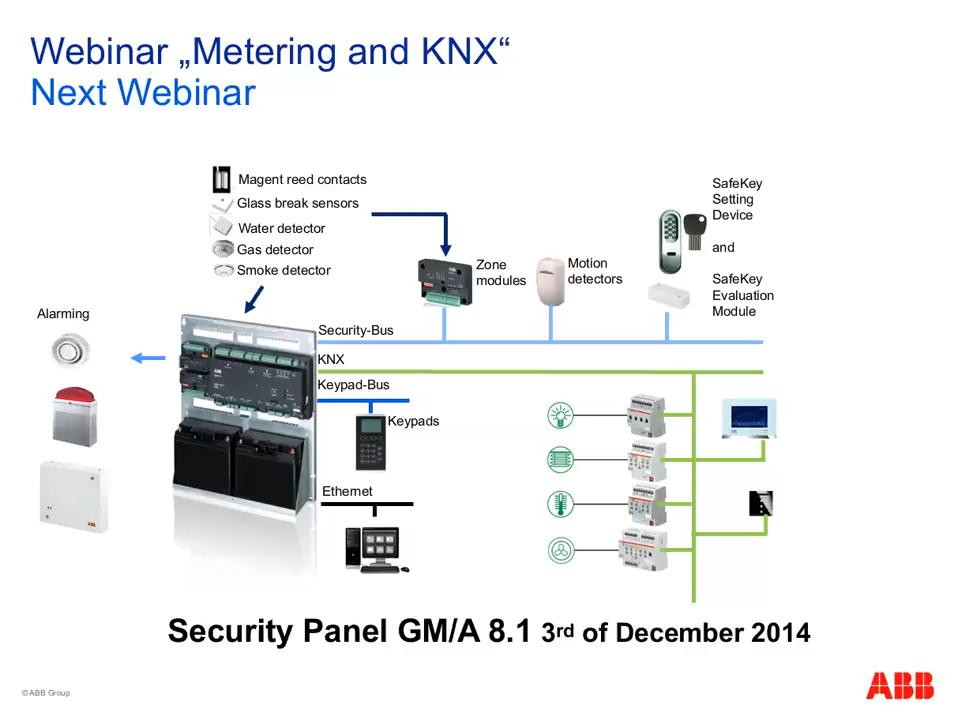 Webinar „Metering and KNX“
Next Webinar
Magent reed contacts
Glass break sensors
Water detector
Gas detector
Smoke detector
Zone
modules
Motion
detectors
SafeKey
Setting
Device
and
SafeKey
Evaluation
Module
Alarming
Security-Bus
KNX
Keypad-Bus
Keypads
Ethernet
ABB
Security Panel GM/A 8.1 3rd of December 2014
© ABB Group
ABB